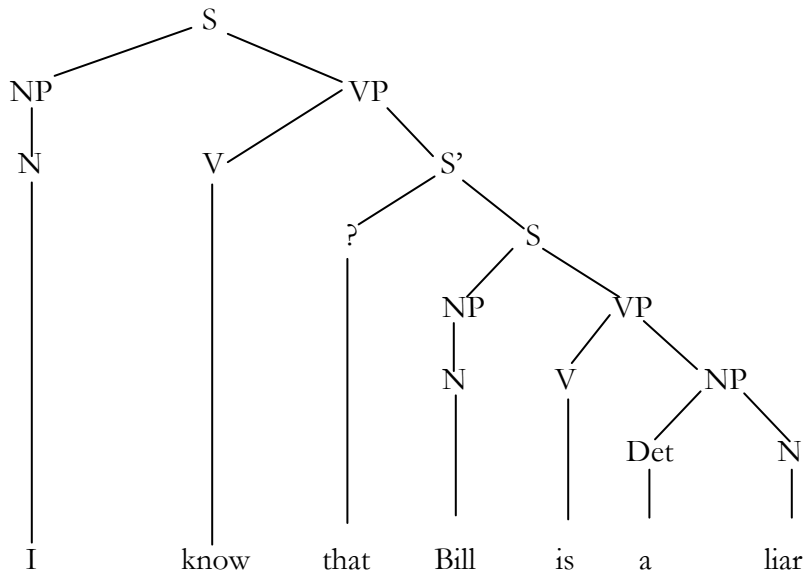 S
NP VP
N V S’
? S
NP VP
N V NP
Det N
I know that Bill is a liar